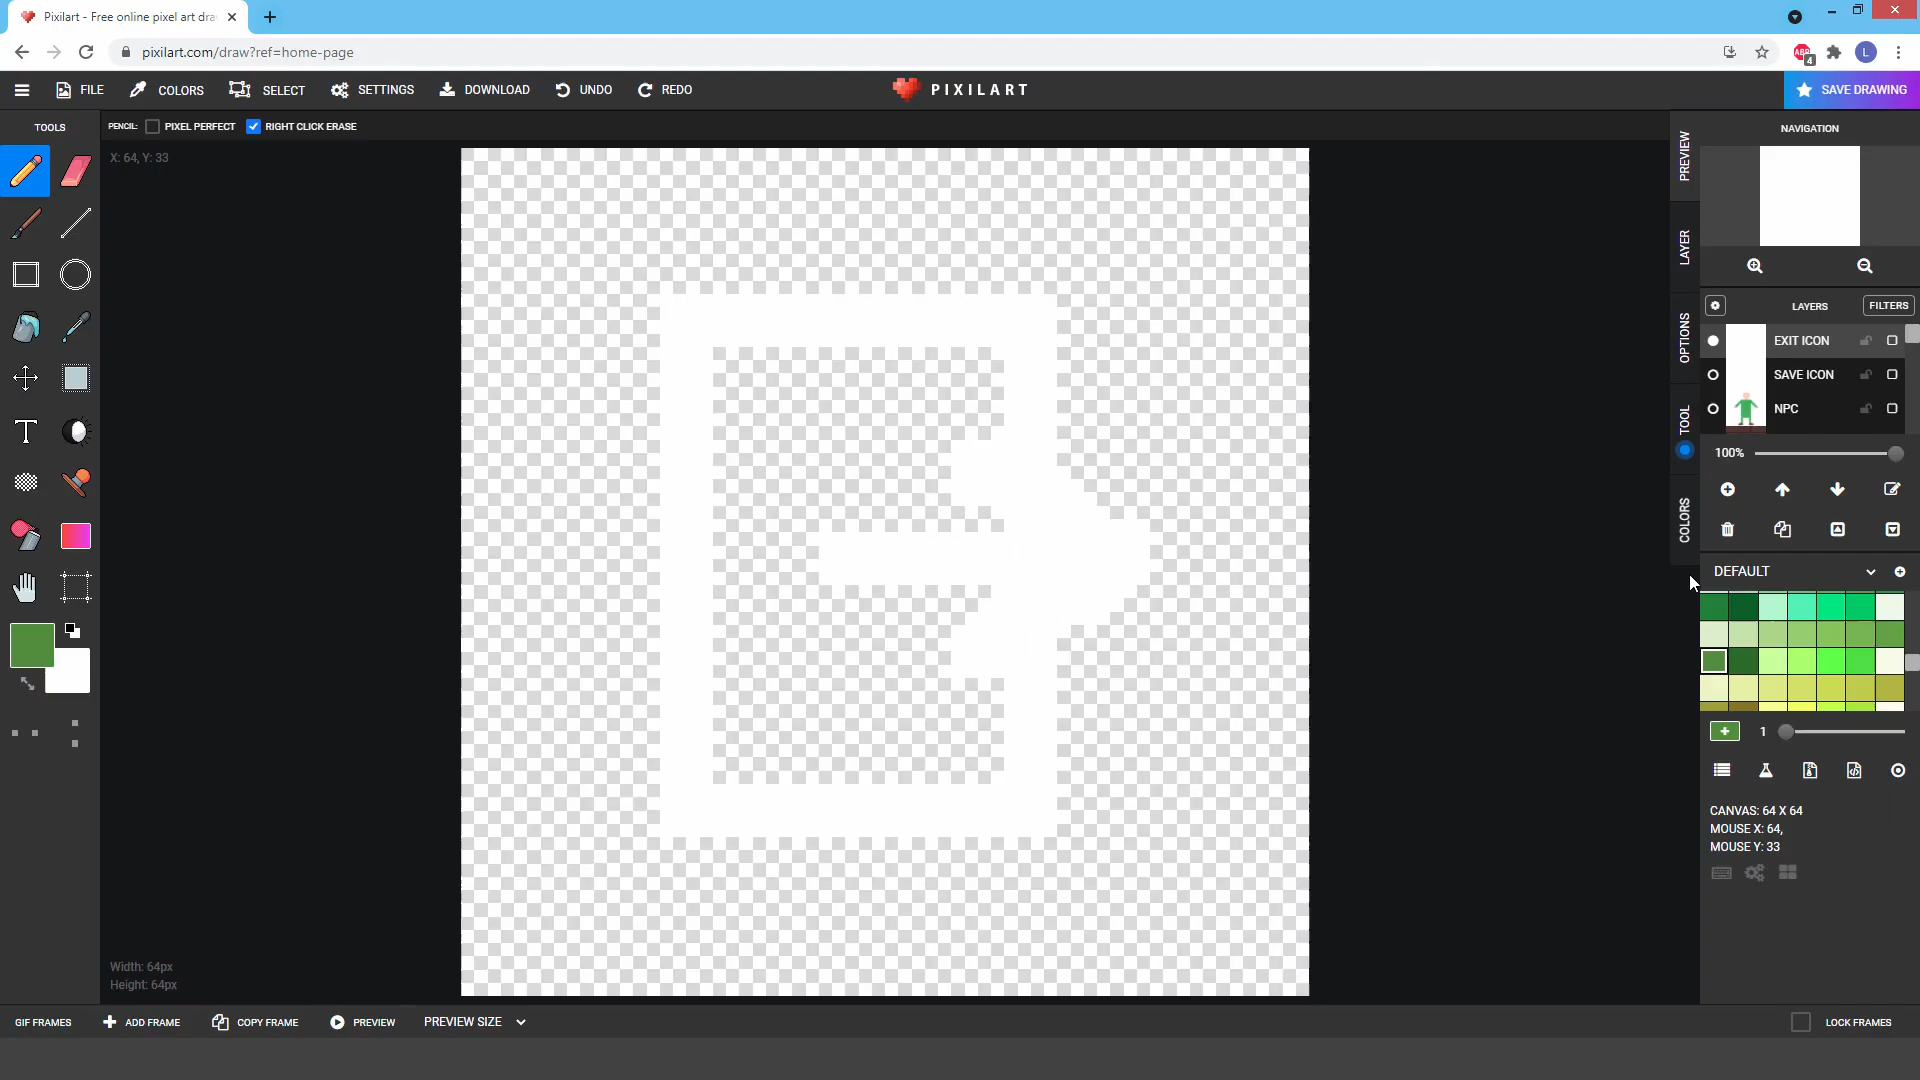 Pixilart - Free online pixel art dra
pixilart.com/draw?ref=home-page
ABP
4
L
FILE
COLORS
SELECT
SETTINGS
DOWNLOAD
UNDO
REDO
PIXILART
SAVE DRAWING
TOOLS
PENCIL:
PIXEL PERFECT
RIGHT CLICK ERASE
X: 64, Y: 33
PREVIEW
LAYER
OPTIONS
TOOL
COLORS
NAVIGATION
LAYERS
FILTERS
EXIT ICON
SAVE ICON
NPC
100%
DEFAULT
1
CANVAS: 64 X 64
MOUSE X: 64,
MOUSE Y: 33
Width: 64px
Height: 64px
GIF FRAMES
ADD FRAME
COPY FRAME
PREVIEW
PREVIEW SIZE
LOCK FRAMES